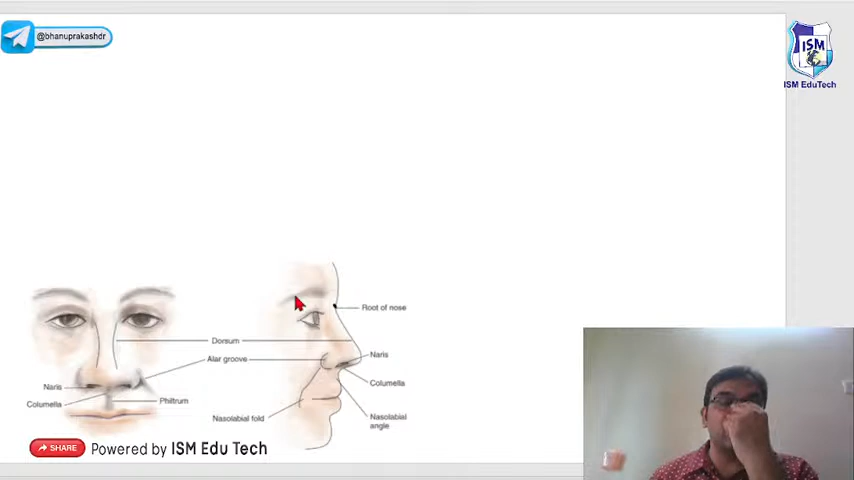 @bhanuprakashdr
ISM
ISM EduTech
Root of nose
Dorsum
Naris
Alar groove
Naris
Columella
Columella
Philtrum
Nasolabial fold
Nasolabial
angle
SHARE
Powered by ISM Edu Tech